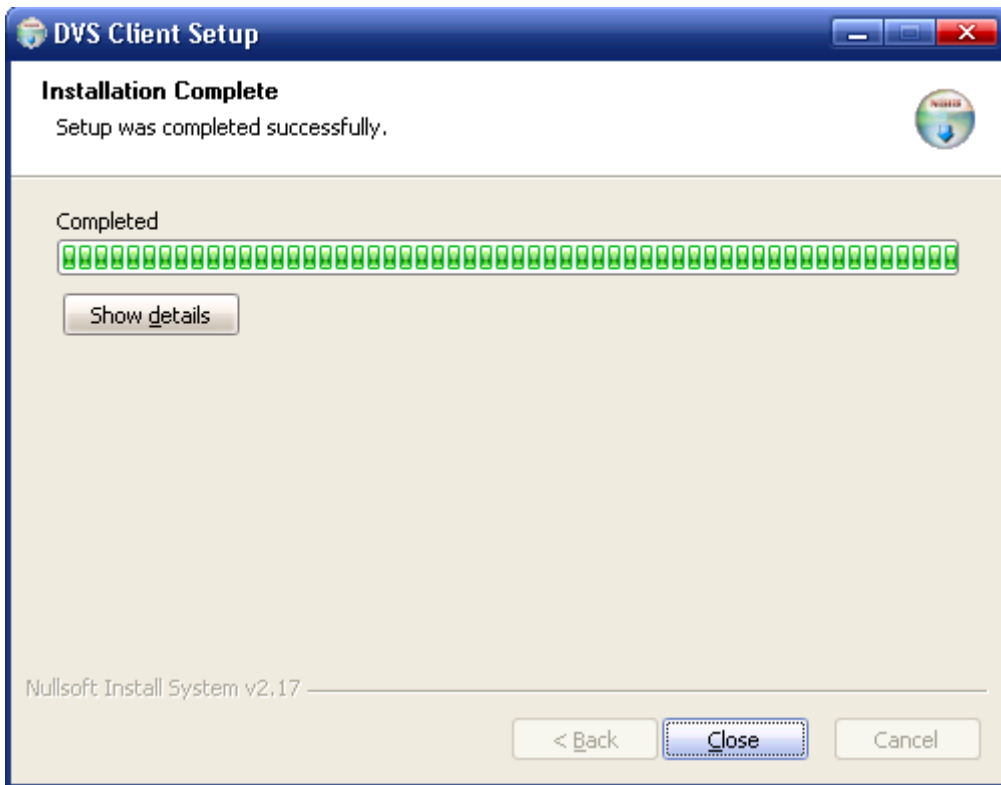 DVS Client Setup
Installation Complete
Setup was completed successfully.
Completed
Show details
Nullsoft Install System v2.17
< Back
Close
Cancel